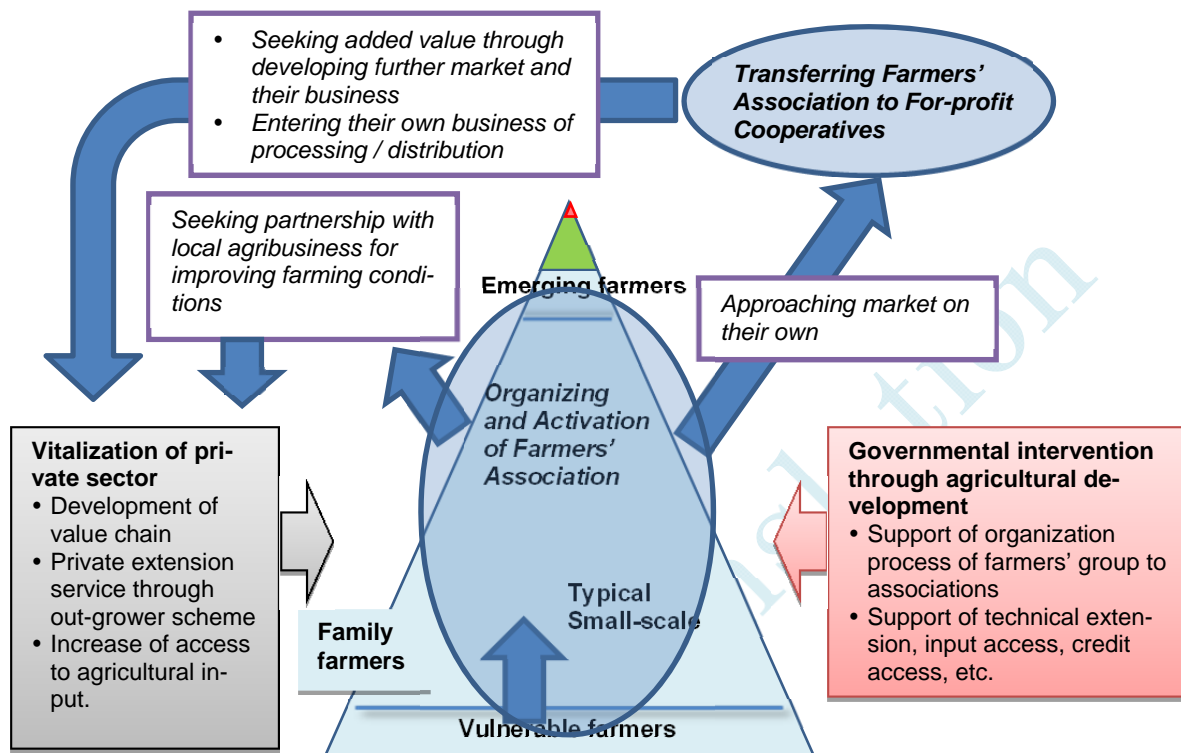 • Seeking added value through
developing further market and
their business
• Entering their own business of
processing / distribution
Transferring Farmers'
Association to For-profit
Cooperatives
Seeking partnership with
local agribusiness for
improving farming condi-
tions
Emerging farmers
Approaching market on
their own
Organizing
and Activation
of Farmers'
Association
Vitalization of pri-
vate sector
• Development of
value chain
• Private extension
service through
out-grower scheme
• Increase of access
to agricultural in-
put.
Governmental intervention
through agricultural de-
velopment
• Support of organization
process of farmers' group to
associations
• Support of technical exten-
sion, input access, credit
access, etc.
Typical
Small-scale
Family
farmers
Vulnerable farmers